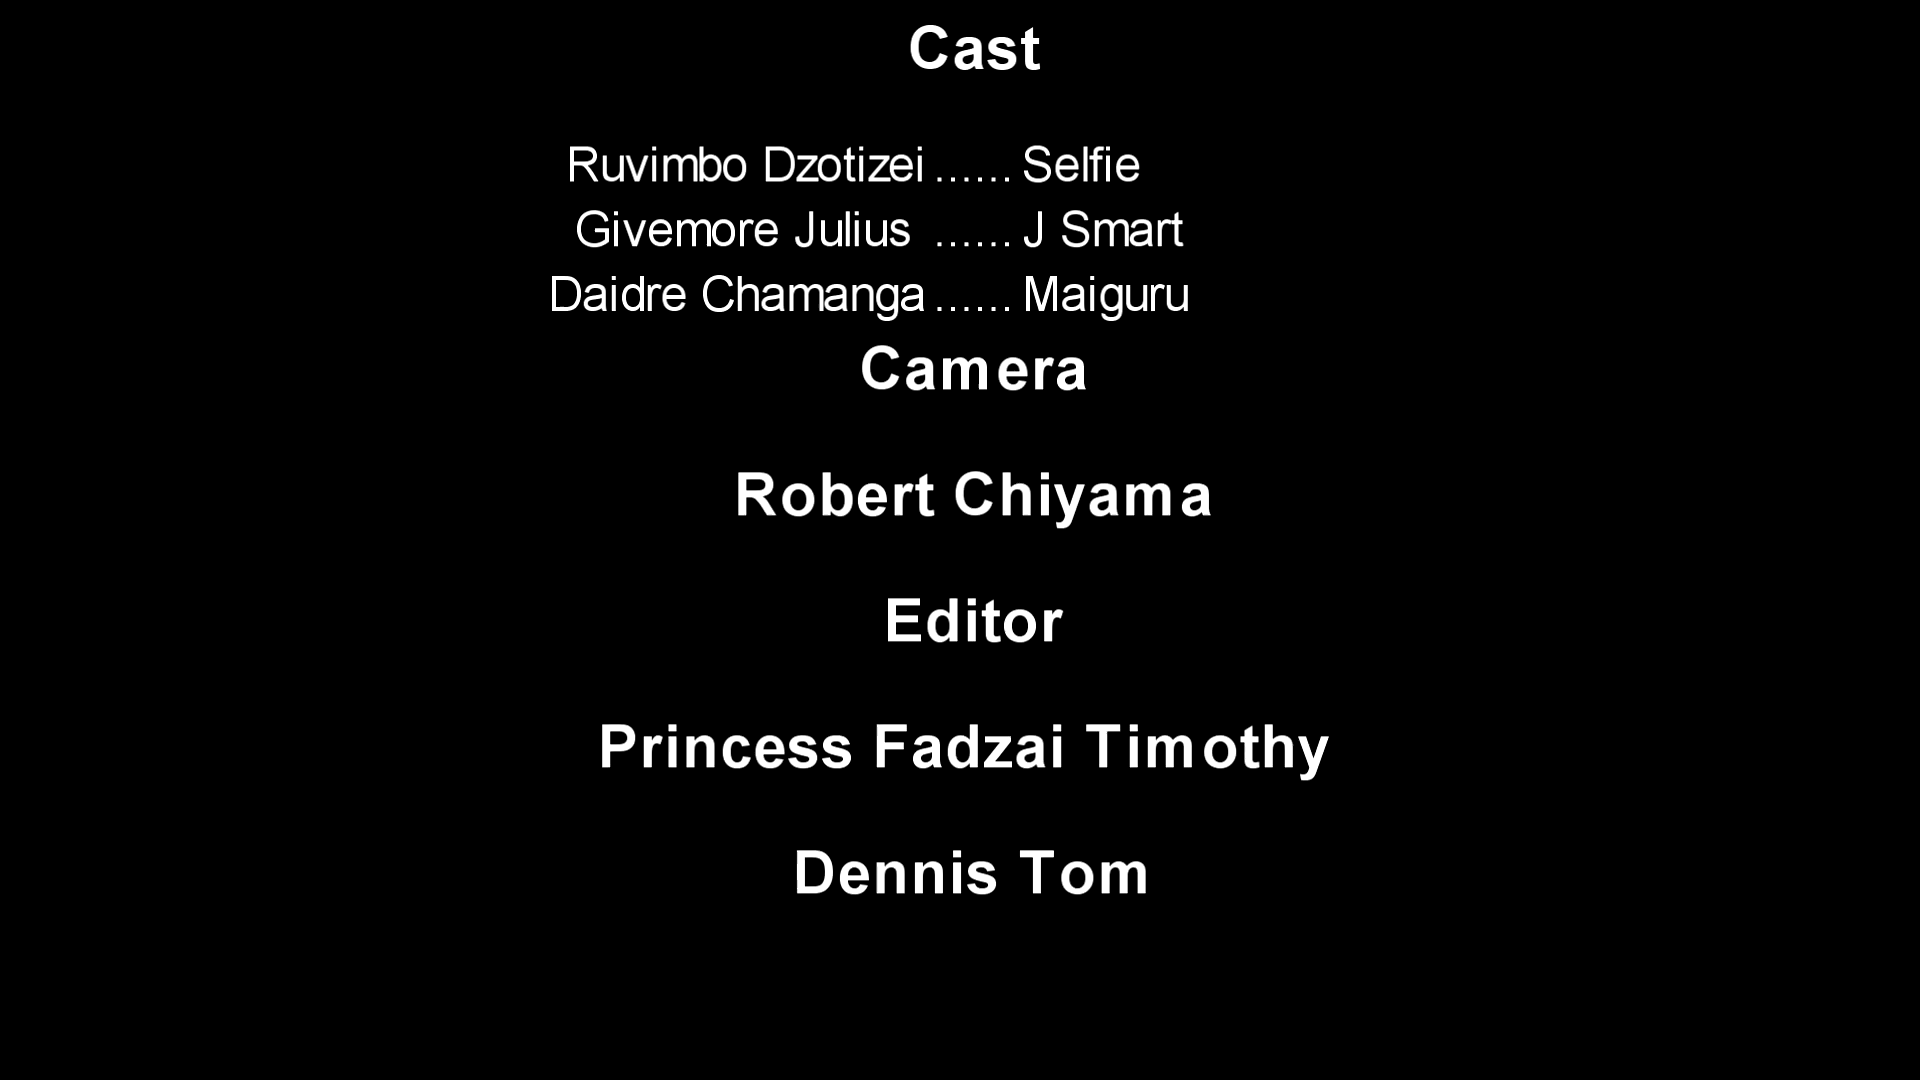 Cast
Ruvimbo Dzotizei ...... Selfie
Givemore Julius ...... J Smart
Daidre Chamanga ...... Maiguru
Camera
Robert Chiyama
Editor
Princess Fadzai Timothy
Dennis Tom